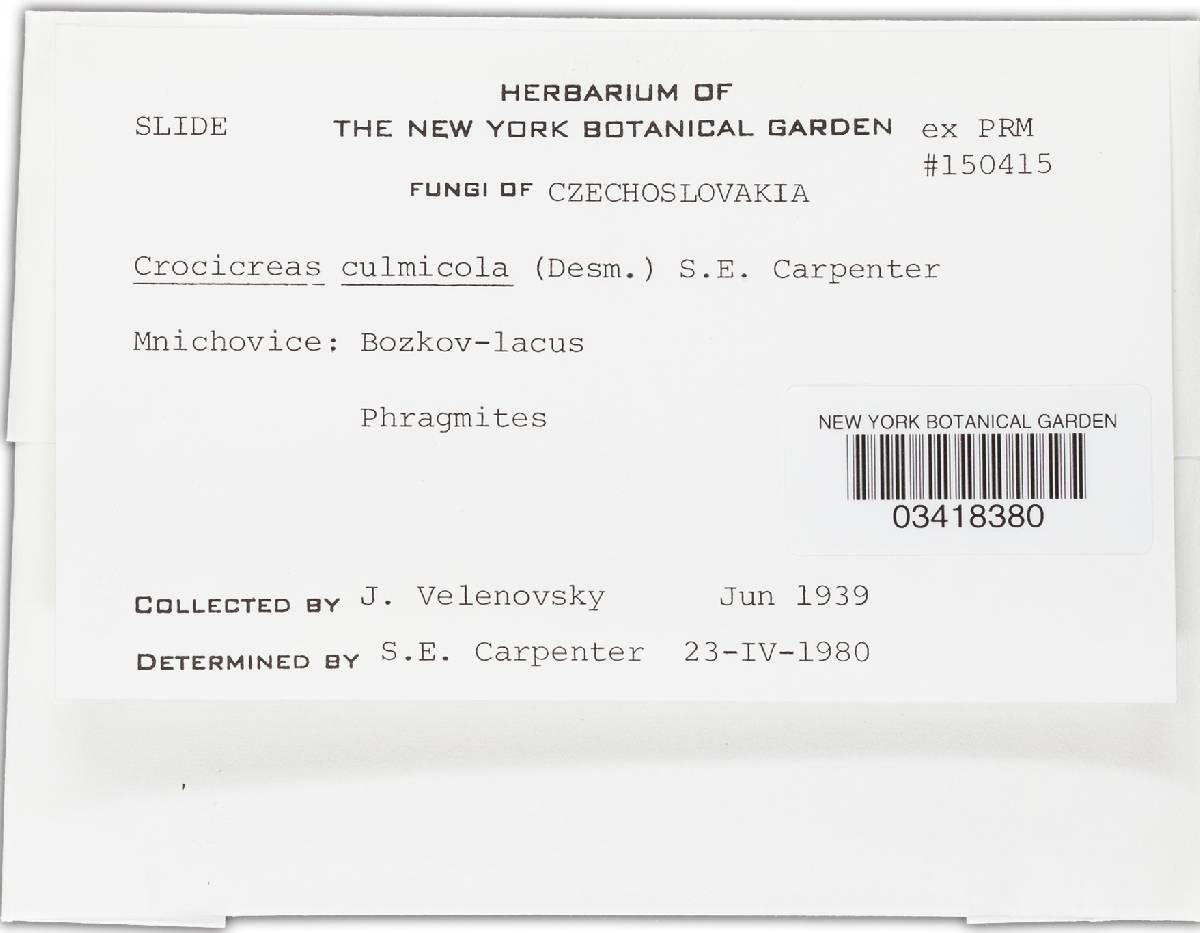 HERBARIUM OF
SLIDE THE NEW YORK BOTANICAL GARDEN ex PRM
#150415
FUNGI OF CZECHOSLOVAKIA
Crocicreas culmicola (Desm.) S.E. Carpenter
Mnichovice: Bozkov-lacus
Phragmites
NEW YORK BOTANICAL GARDEN
03418380
COLLECTED BY J. Velenovsky Jun 1939
DETERMINED BY S.E. Carpenter 23-IV-1980